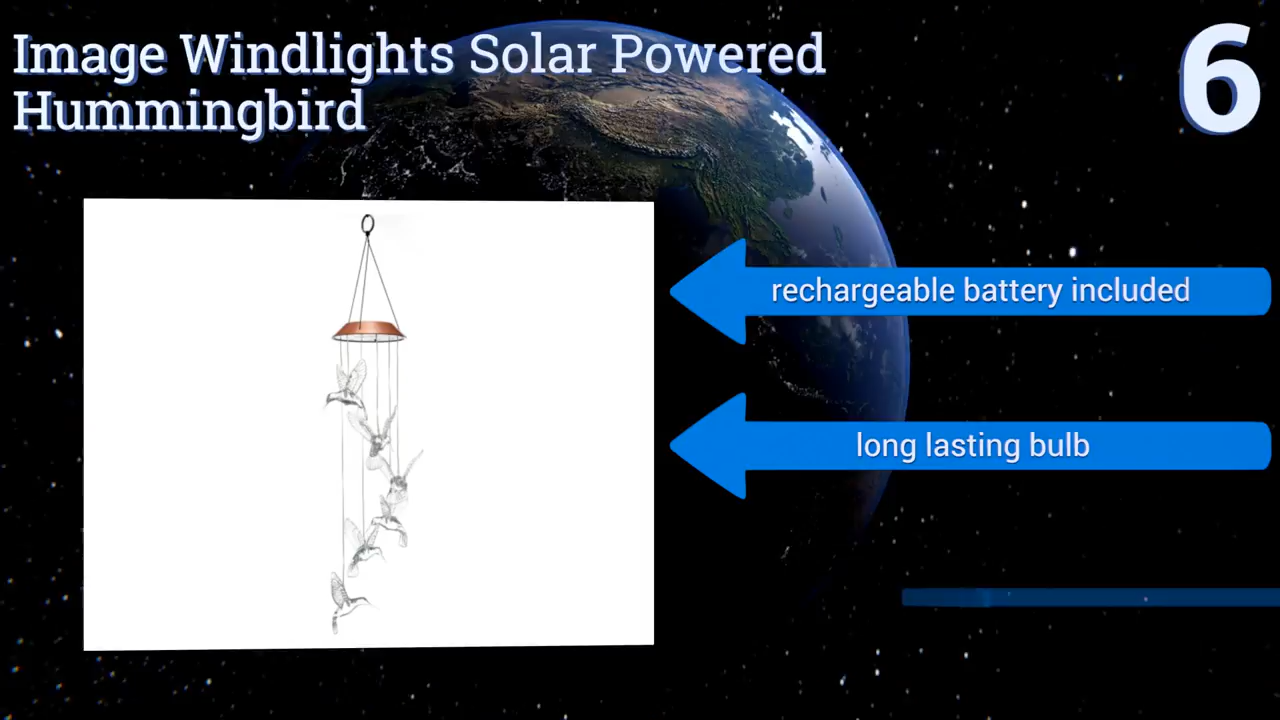 Image Windlights Solar Powered
Hummingbird
6
rechargeable battery included
long lasting bulb